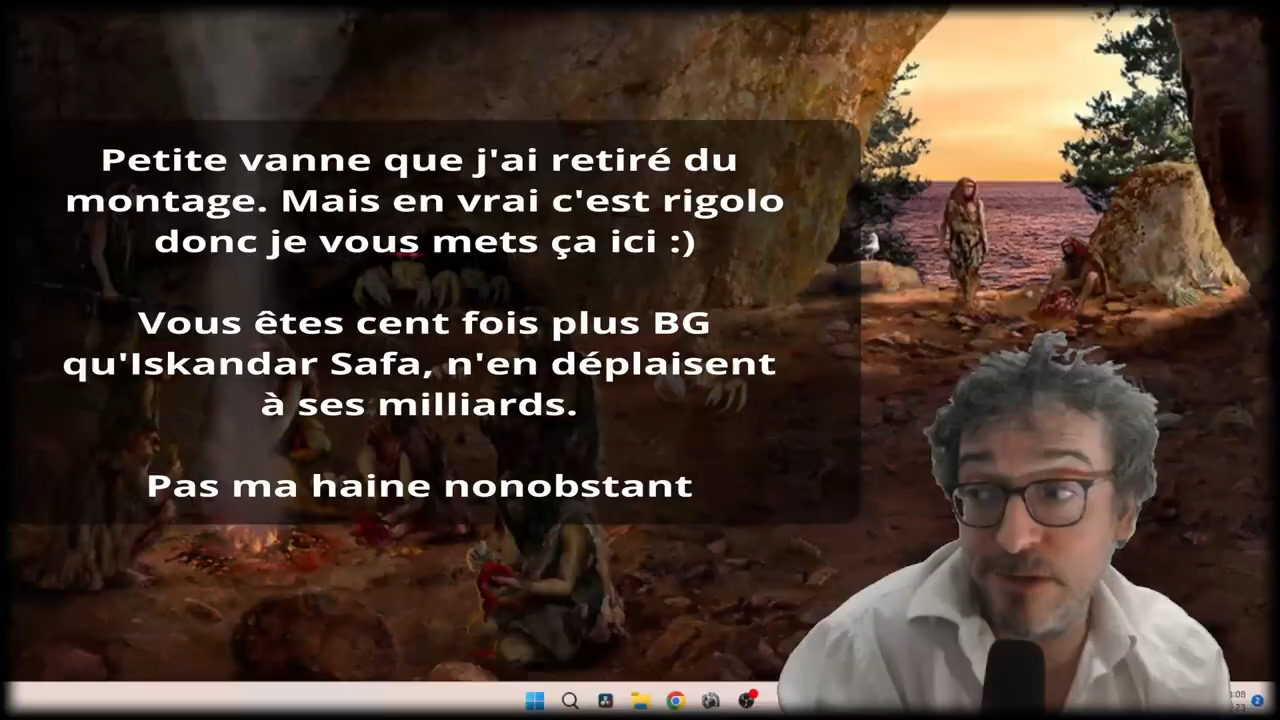 Petite vanne que j'ai retiré du
montage. Mais en vrai c'est rigolo
donc je vous mets ça ici :)
Vous êtes cent fois plus BG
qu'Iskandar Safa, n'en déplaisent
à ses milliards.
Pas ma haine nonobstant
2